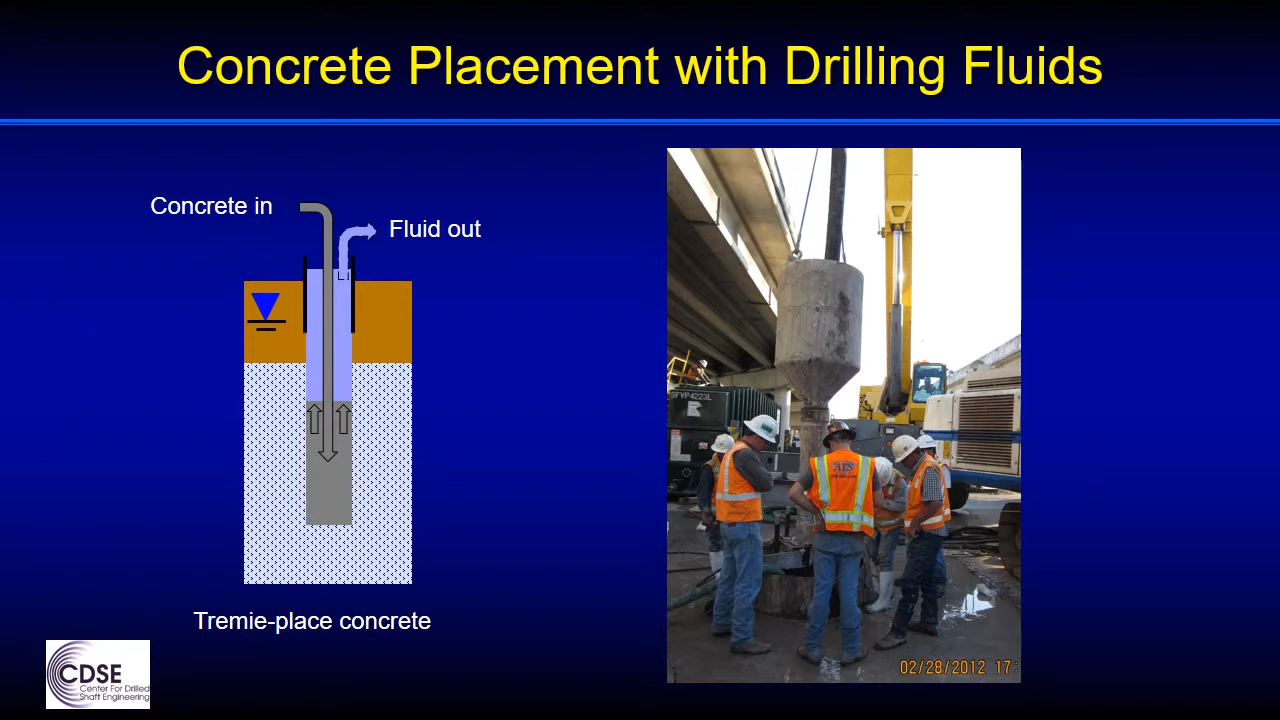 Concrete Placement with Drilling Fluids
Concrete in
Fluid out
Tremie-place concrete
CDSE
Center For Drilled
Shaft Engineering
SFVP4223L
ATS
02/28/2012 17: